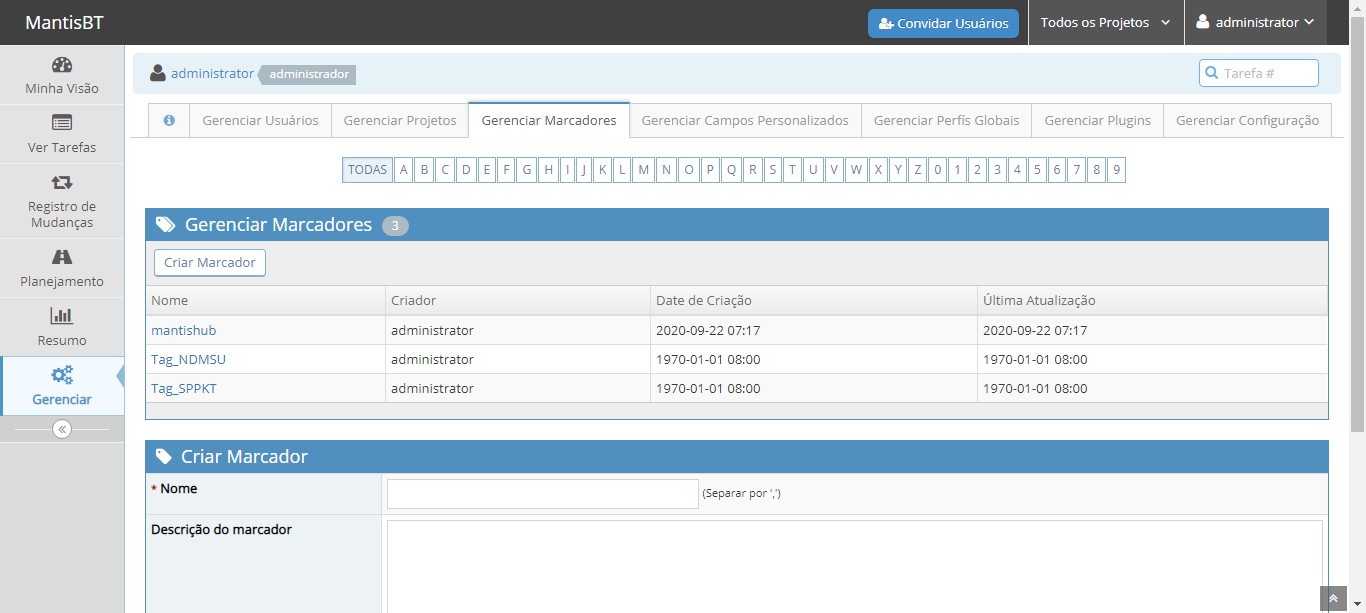 MantisBT
Convidar Usuários
Todos os Projetos
administrator
Minha Visão
Ver Tarefas
Registro de
Mudanças
Planejamento
Resumo
Gerenciar
administrator administrador
Tarefa #
Gerenciar Usuários Gerenciar Projetos Gerenciar Marcadores Gerenciar Campos Personalizados Gerenciar Perfís Globais Gerenciar Plugins Gerenciar Configuração
TODAS A B C D E F G H I J K L M N O P Q R S T U V W X Y Z 0 1 2 3 4 5 6 7 8 9
Gerenciar Marcadores 3
Criar Marcador
Nome Criador Date de Criação Última Atualização
mantishub administrator 2020-09-22 07:17 2020-09-22 07:17
Tag_NDMSU administrator 1970-01-01 08:00 1970-01-01 08:00
Tag_SPPKT administrator 1970-01-01 08:00 1970-01-01 08:00
Criar Marcador
* Nome (Separar por ',')
Descrição do marcador